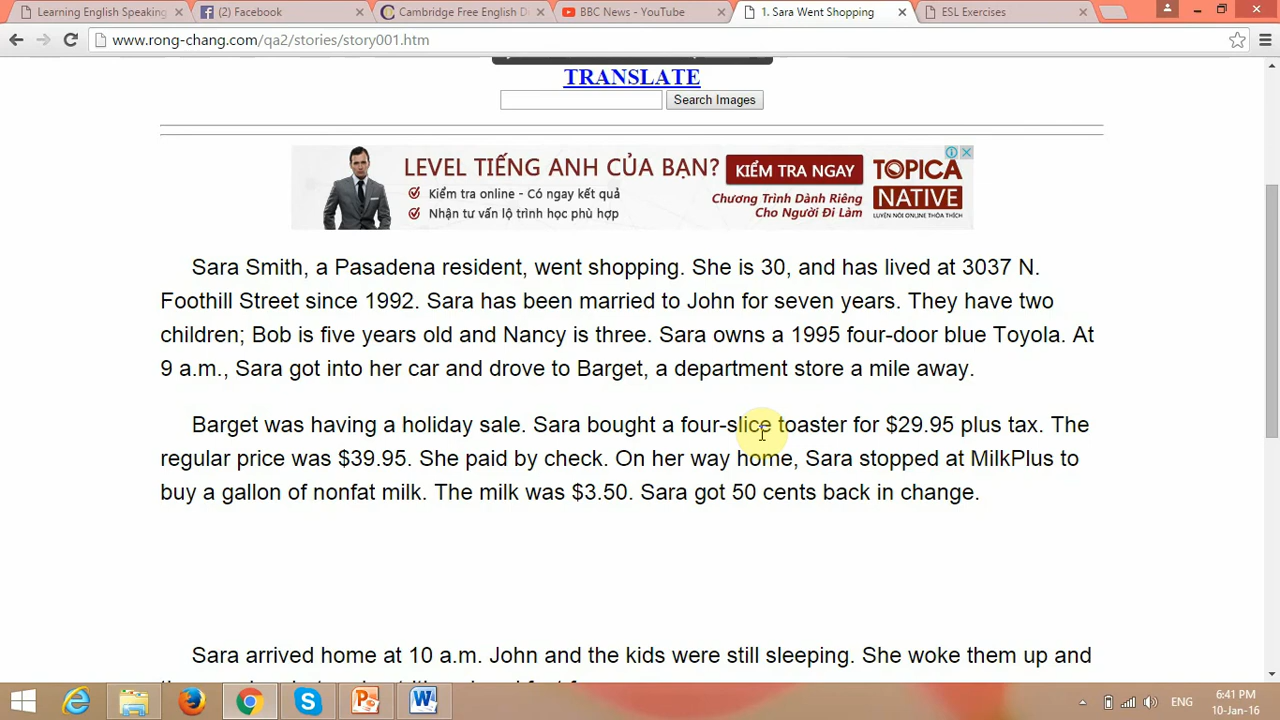 Learning English Speaking
(2) Facebook
Cambridge Free English Di
BBC News - YouTube
1. Sara Went Shopping
ESL Exercises
www.rong-chang.com/qa2/stories/story001.htm
TRANSLATE
Search Images
LEVEL TIẾNG ANH CỦA BẠN?
Kiểm tra online - Có ngay kết quả
Nhận tư vấn lộ trình học phù hợp
KIỂM TRA NGAY
Chương Trình Dành Riêng
Cho Người Đi Làm
TOPICA
NATIVE
LUYỆN NÓI ONLINE THỎA THÍCH
Sara Smith, a Pasadena resident, went shopping. She is 30, and has lived at 3037 N.
Foothill Street since 1992. Sara has been married to John for seven years. They have two
children; Bob is five years old and Nancy is three. Sara owns a 1995 four-door blue Toyola. At
9 a.m., Sara got into her car and drove to Barget, a department store a mile away.
Barget was having a holiday sale. Sara bought a four-slice toaster for $29.95 plus tax. The
regular price was $39.95. She paid by check. On her way home, Sara stopped at MilkPlus to
buy a gallon of nonfat milk. The milk was $3.50. Sara got 50 cents back in change.
Sara arrived home at 10 a.m. John and the kids were still sleeping. She woke them up and
ENG
6:41 PM
10-Jan-16